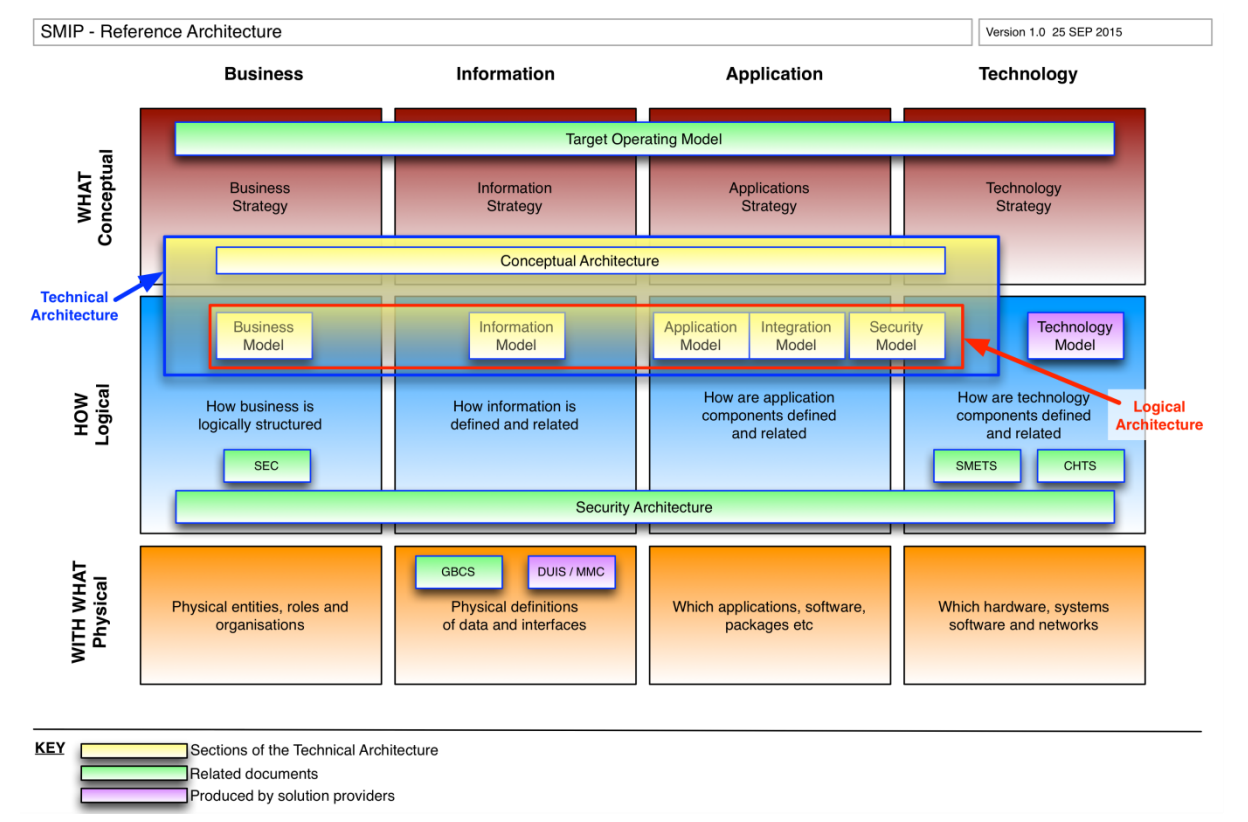 SMIP - Reference Architecture
Version 1.0 25 SEP 2015
Business
Information
Application
Technology
WHAT
Conceptual
Target Operating Model
Business
Strategy
Information
Strategy
Applications
Strategy
Technology
Strategy
Conceptual Architecture
Technical
Architecture
HOW
Logical
Business
Model
Information
Model
Application
Model
Integration
Model
Security
Model
Technology
Model
How business is
logically structured
How information is
defined and related
How are application
components defined
and related
How are technology
components defined
and related
Logical
Architecture
SEC
SMETS
CHTS
Security Architecture
WITH WHAT
Physical
GBCS
DUIS / MMC
Physical entities, roles and
organisations
Physical definitions
of data and interfaces
Which applications, software,
packages etc
Which hardware, systems
software and networks
KEY
Sections of the Technical Architecture
Related documents
Produced by solution providers